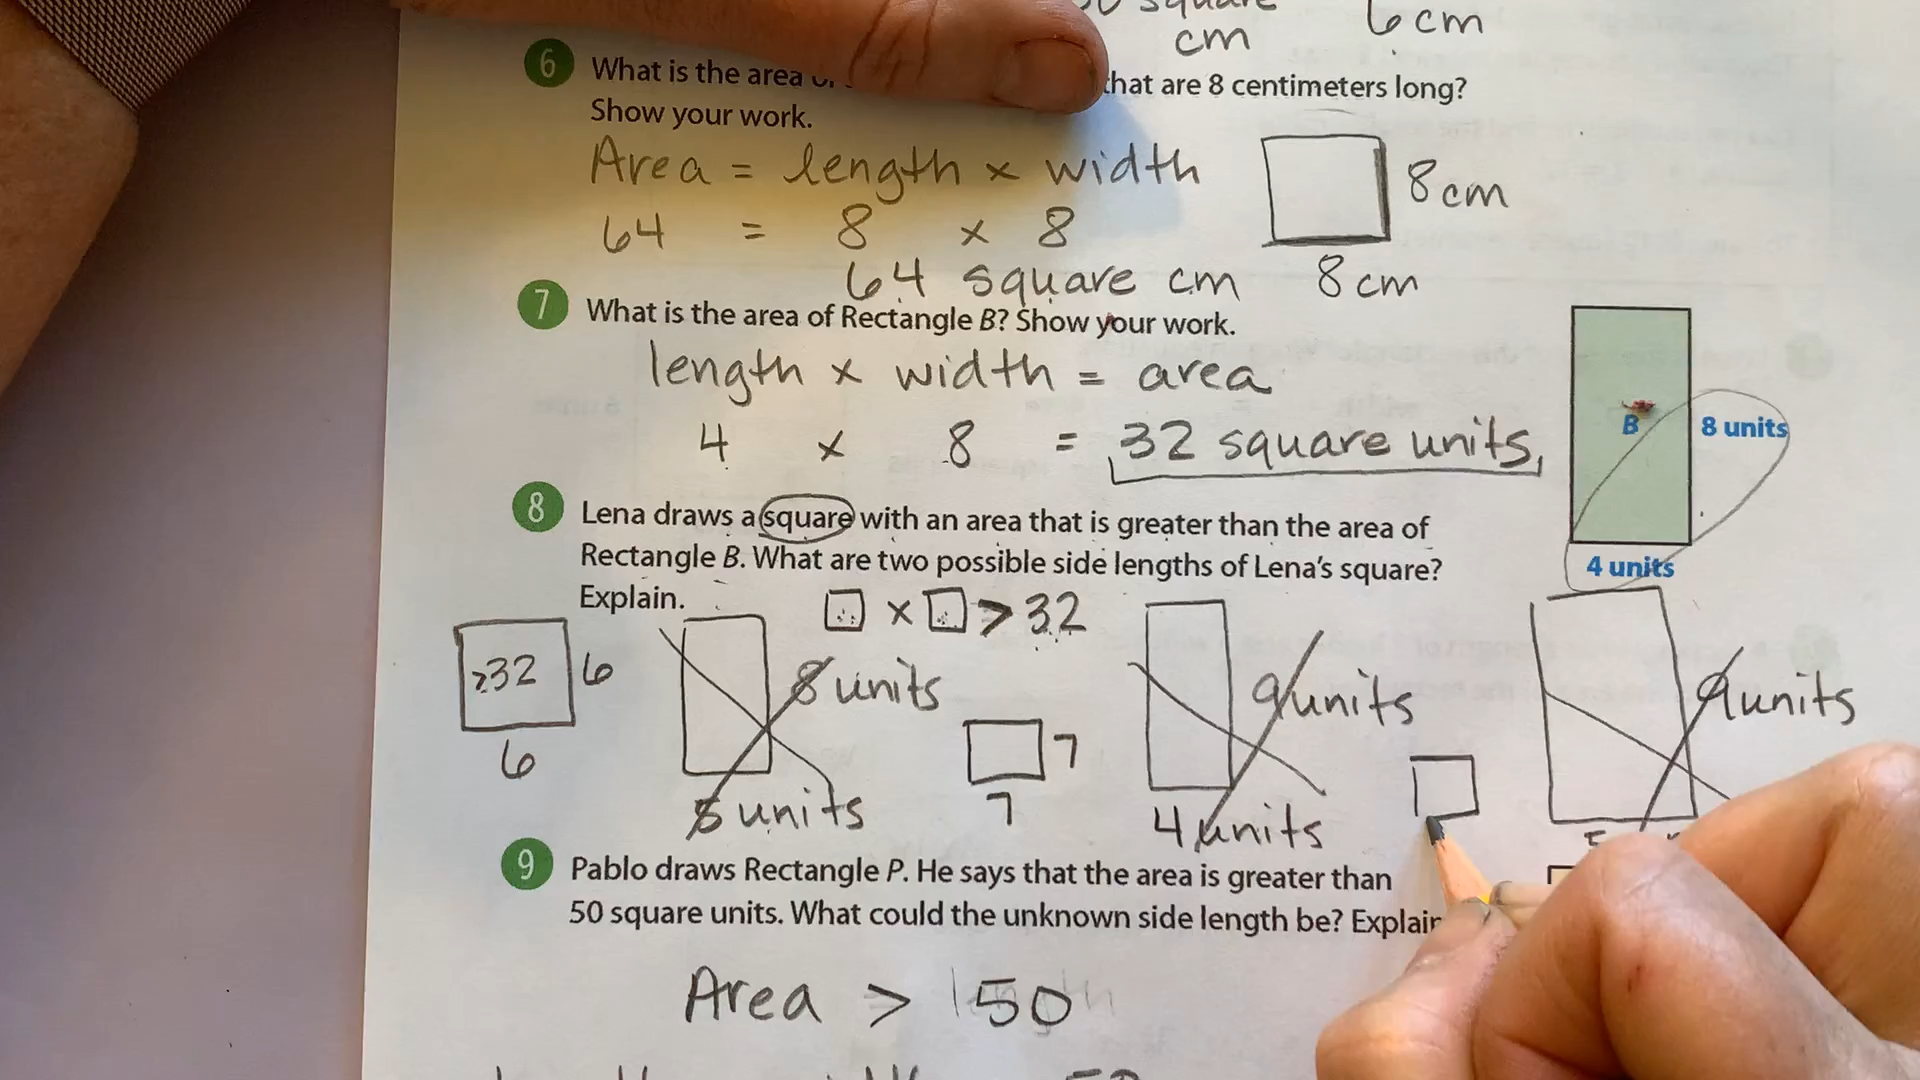 square
cm
6 cm
6 What is the area that are 8 centimeters long?
Show your work.
Area = length x width
64 = 8 x 8
64 square cm
8 cm
8 cm
7 What is the area of Rectangle B? Show your work.
length x width = area
4 x 8 = 32 square units
B
8 units
4 units
8 Lena draws a square with an area that is greater than the area of
Rectangle B. What are two possible side lengths of Lena's square?
Explain.
x > 32
>32
6
6
8 units
units
7
7
9 units
4 units
9 units
9 Pablo draws Rectangle P. He says that the area is greater than
50 square units. What could the unknown side length be?
Area > 50